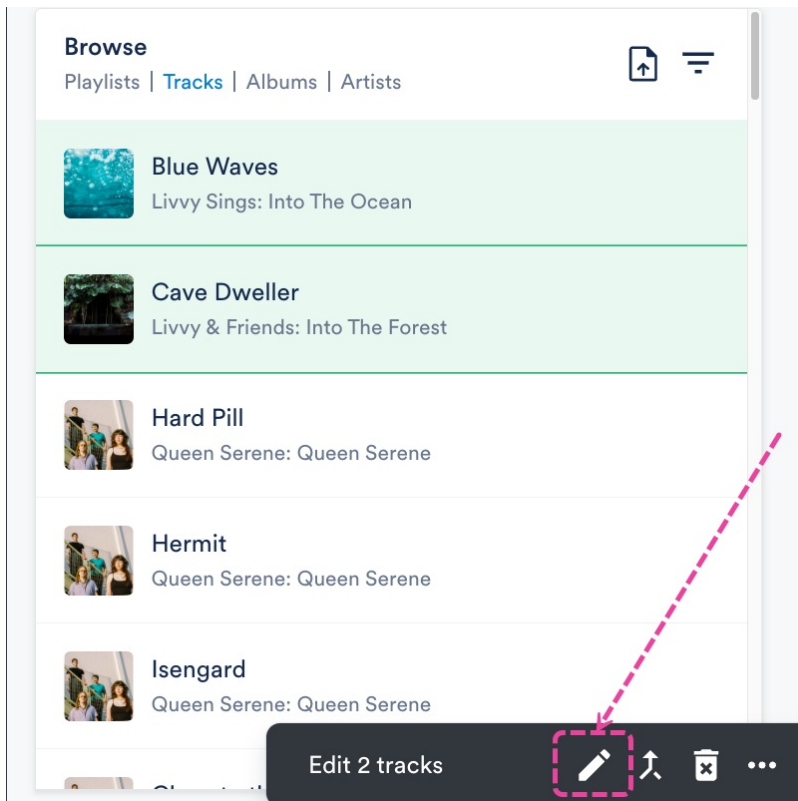 Browse
Playlists | Tracks | Albums | Artists
Blue Waves
Livvy Sings: Into The Ocean
Cave Dweller
Livvy & Friends: Into The Forest
Hard Pill
Queen Serene: Queen Serene
Hermit
Queen Serene: Queen Serene
Isengard
Queen Serene: Queen Serene
Edit 2 tracks